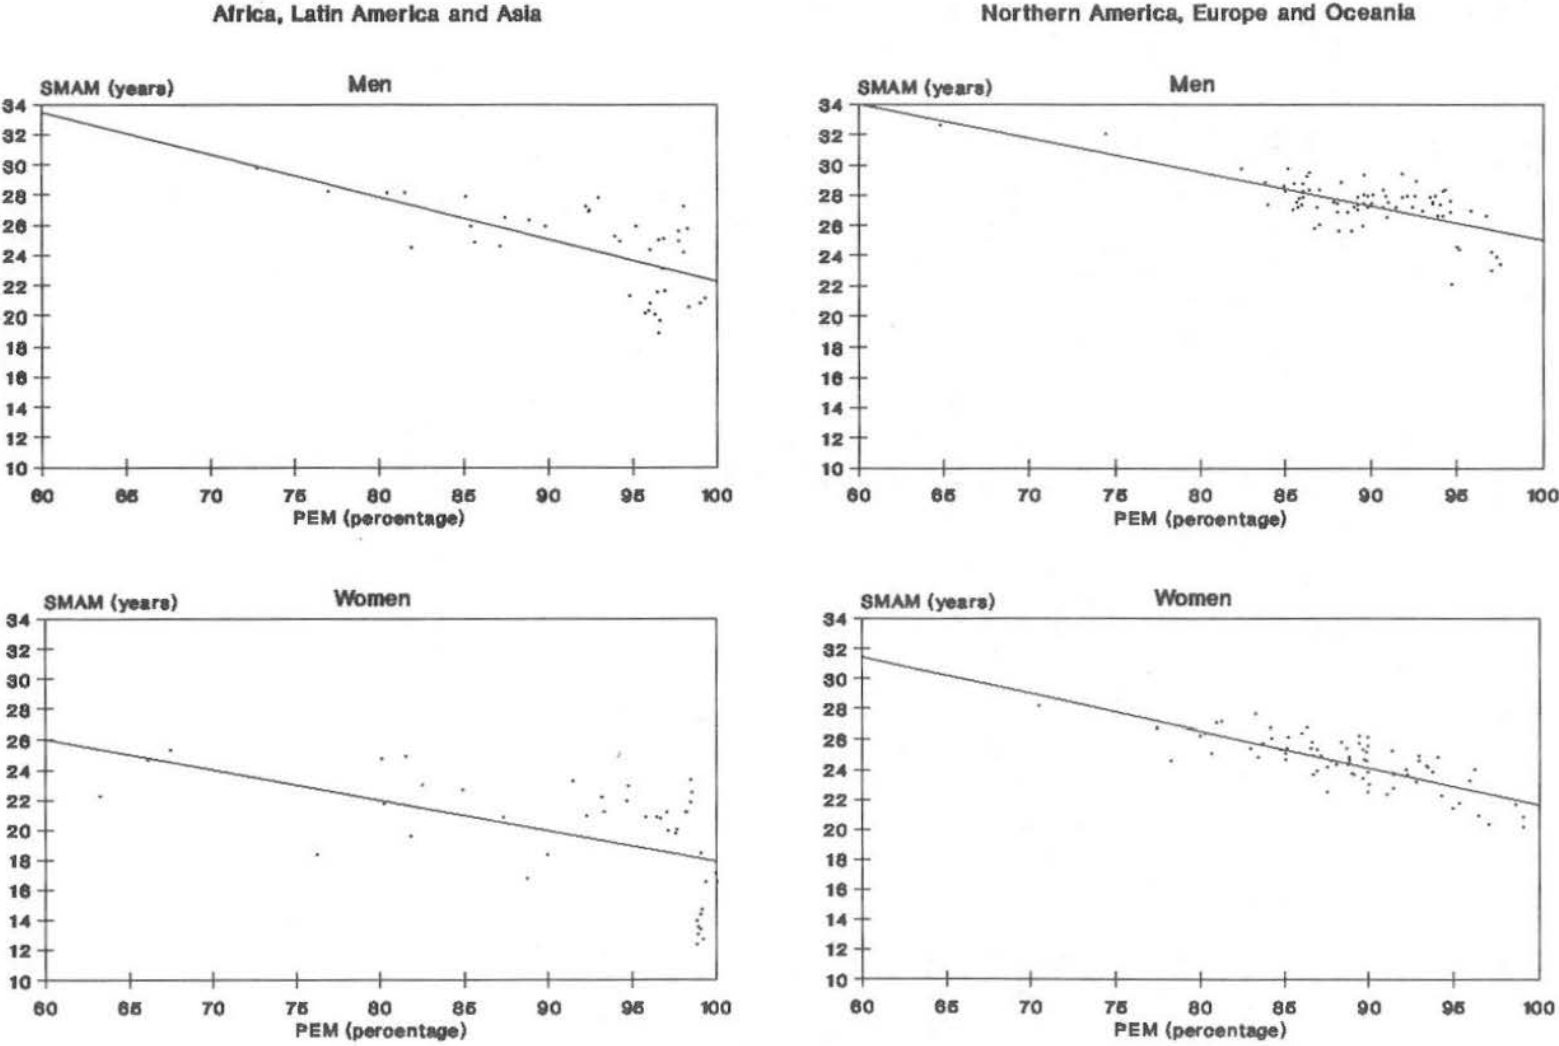 Africa, Latin America and Asia
Northern America, Europe and Oceania
SMAM (years)
Men
34
32
30
28
26
24
22
20
18
16
14
12
10
60 65 70 75 80 85 90 95 100
PEM (percentage)
SMAM (years)
Men
34
32
30
28
26
24
22
20
18
16
14
12
10
60 65 70 75 80 85 90 95 100
PEM (percentage)
SMAM (years)
Women
34
32
30
28
26
24
22
20
18
16
14
12
10
60 65 70 75 80 85 90 95 100
PEM (percentage)
SMAM (years)
Women
34
32
30
28
26
24
22
20
18
16
14
12
10
60 65 70 75 80 85 90 95 100
PEM (percentage)